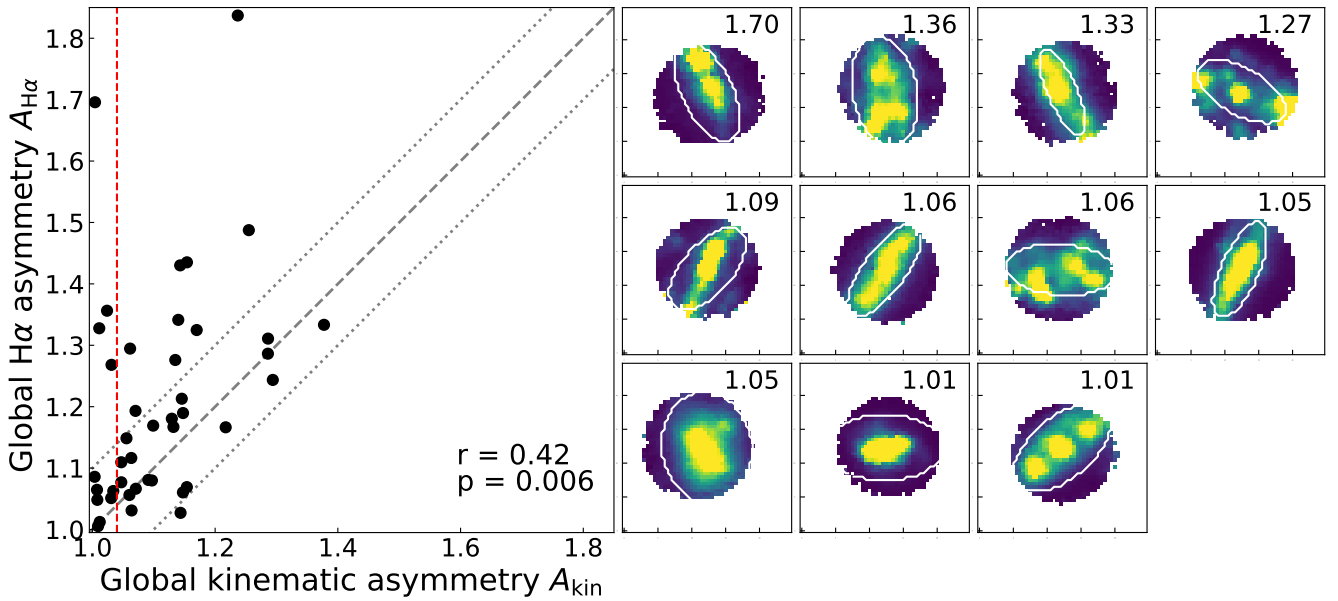 Global Hα asymmetry A_Hα
1.8
1.7
1.6
1.5
1.4
1.3
1.2
1.1
1.0
1.0 1.2 1.4 1.6 1.8
Global kinematic asymmetry A_kin
r = 0.42
p = 0.006
1.70 1.36 1.33 1.27
1.09 1.06 1.06 1.05
1.05 1.01 1.01